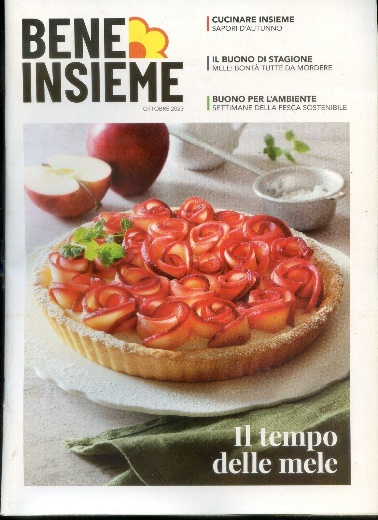 BENE
INSIEME
OTTOBRE 2023
CUCINARE INSIEME
SAPORI D'AUTUNNO
IL BUONO DI STAGIONE
MELE: BONTÀ TUTTE DA MORDERE
BUONO PER L'AMBIENTE
SETTIMANE DELLA PESCA SOSTENIBILE
Il tempo
delle mele